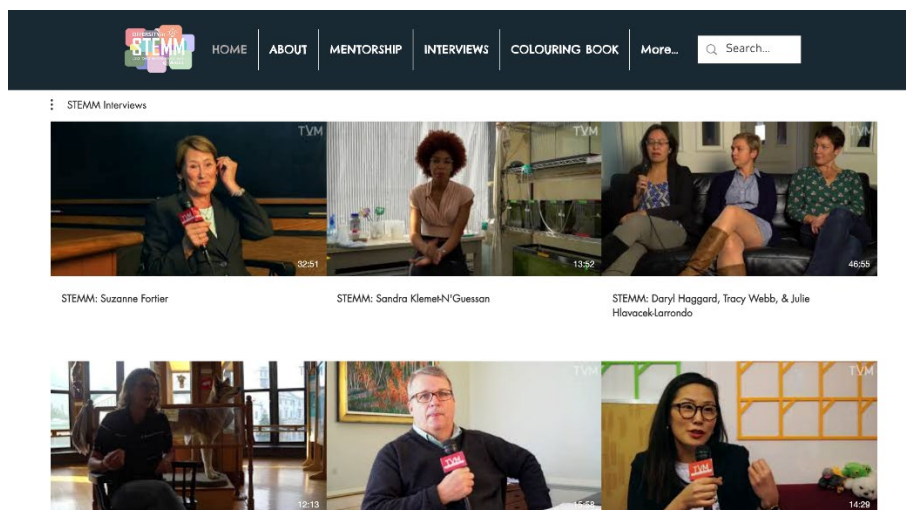 STEMM
HOME
ABOUT
MENTORSHIP
INTERVIEWS
COLOURING BOOK
More...
Search...
STEMM Interviews
TVM
32:51
TVM
13:52
TVM
46:55
STEMM: Suzanne Fortier
STEMM: Sandra Klemet-N'Guessan
STEMM: Daryl Haggard, Tracy Webb, & Julie
Hlavacek-Larrondo
12:13
TVM
TVM
15:58
TVM
TVM
14:29